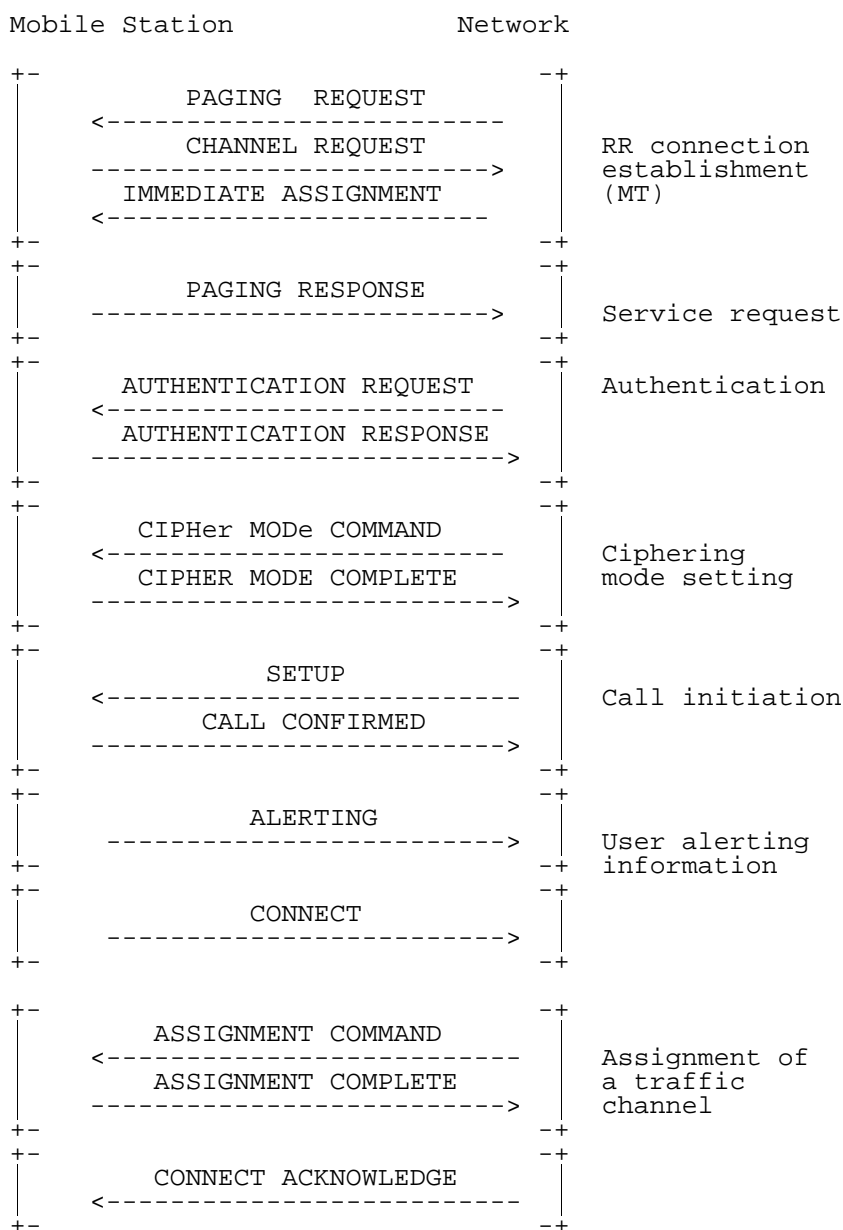 Mobile Station Network
PAGING REQUEST
CHANNEL REQUEST
RR connection
establishment
IMMEDIATE ASSIGNMENT
(MT)
PAGING RESPONSE
Service request
AUTHENTICATION REQUEST
Authentication
AUTHENTICATION RESPONSE
CIPHer MODe COMMAND
Ciphering
CIPHER MODE COMPLETE
mode setting
SETUP
Call initiation
CALL CONFIRMED
ALERTING
User alerting
information
CONNECT
ASSIGNMENT COMMAND
Assignment of
ASSIGNMENT COMPLETE
a traffic
channel
CONNECT ACKNOWLEDGE